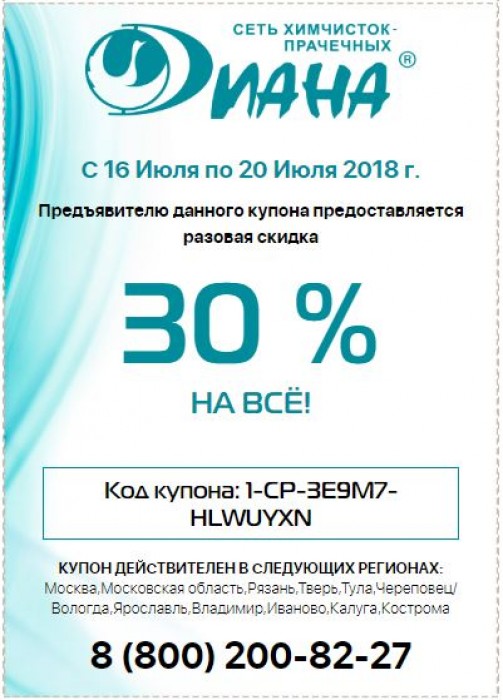 СЕТЬ ХИМЧИСТОК-
ПРАЧЕЧНЫХ
Диана®
С 16 Июля по 20 Июля 2018 г.
Предъявителю данного купона предоставляется
разовая скидка
30 %
НА ВСЁ!
Код купона: 1-CP-3E9M7-
HLWUYXN
КУПОН ДЕЙСТВИТЕЛЕН В СЛЕДУЮЩИХ РЕГИОНАХ:
Москва,Московская область,Рязань,Тверь,Тула,Череповец/
Вологда,Ярославль,Владимир,Иваново,Калуга,Кострома
8 (800) 200-82-27